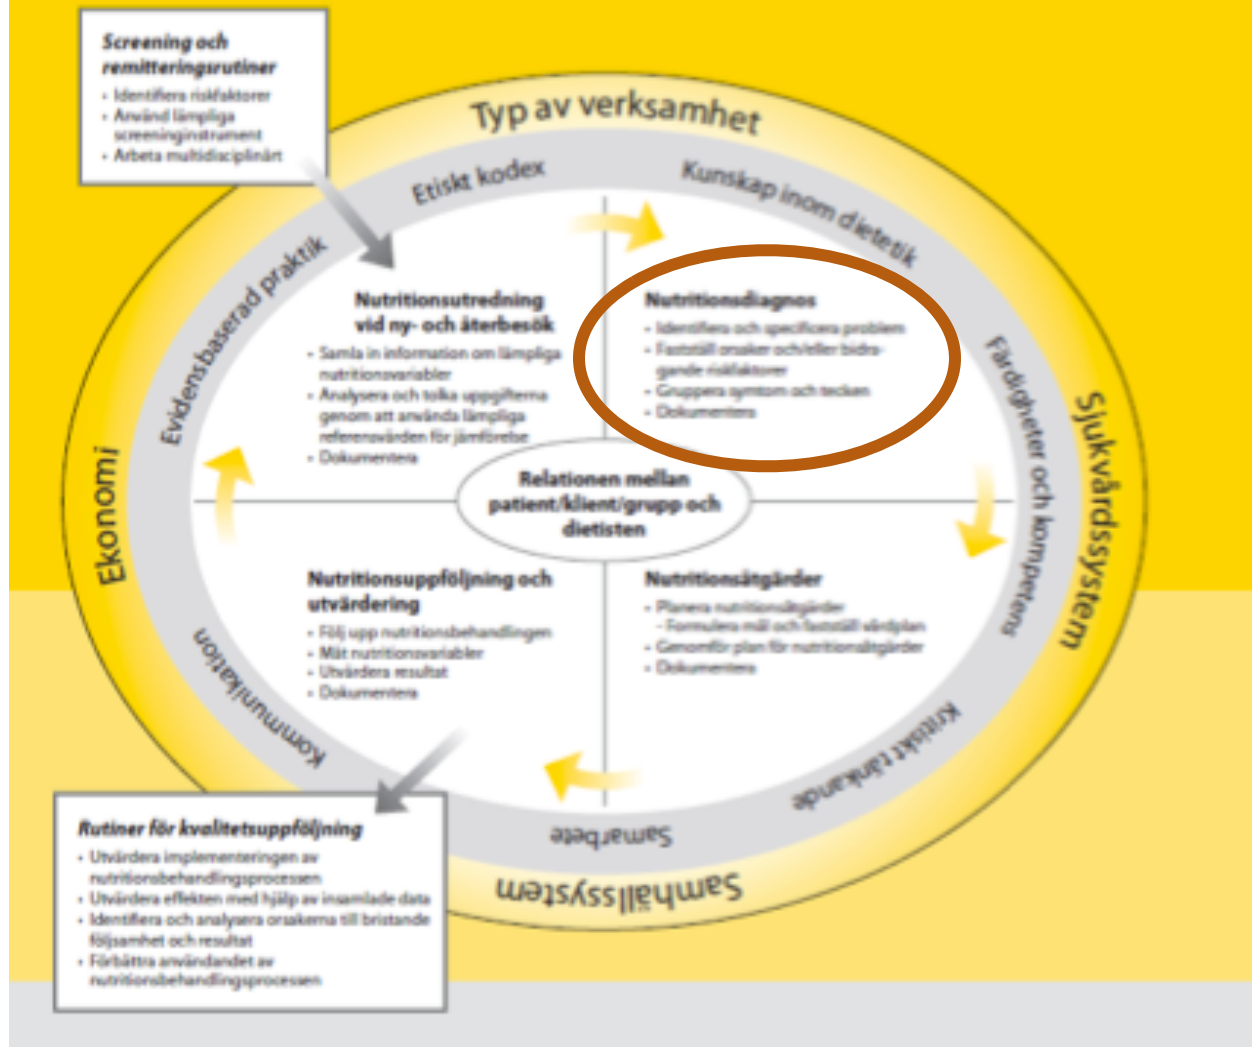 Screening och
remitteringsrutiner
• Identifiera riskfaktorer
• Använd lämpliga
screeninginstrument
• Arbeta multidisciplinärt
Typ av verksamhet
Etiskt kodex
Kunskap inom dietetik
Evidensbaserad praktik
Färdigheter och kompetens
Ekonomi
Sjukvårdssystem
Nutritionsutredning
vid ny- och återbesök
• Samla in information om lämpliga
nutritionsvariabler
• Analysera och tolka uppgifterna
genom att använda lämpliga
referensvärden för jämförelse
• Dokumentera
Nutritionsdiagnos
• Identifiera och specificera problem
• Fastställ orsaker och/eller bidra-
gande riskfaktorer
• Gruppera symtom och tecken
• Dokumentera
Relationen mellan
patient/klient/grupp och
dietisten
Nutritionsuppföljning och
utvärdering
• Följ upp nutritionsbehandlingen
• Mät nutritionsvariabler
• Utvärdera resultat
• Dokumentera
Nutritionsåtgärder
• Planera nutritionsåtgärder
- Formulera mål och fastställ vårdplan
• Genomför plan för nutritionsåtgärder
• Dokumentera
Kommunikation
Kritiskt tänkande
Samarbete
Samhällssystem
Rutiner för kvalitetsuppföljning
• Utvärdera implementeringen av
nutritionsbehandlingsprocessen
• Utvärdera effekten med hjälp av insamlade data
• Identifiera och analysera orsakerna till bristande
följsamhet och resultat
• Förbättra användandet av
nutritionsbehandlingsprocessen